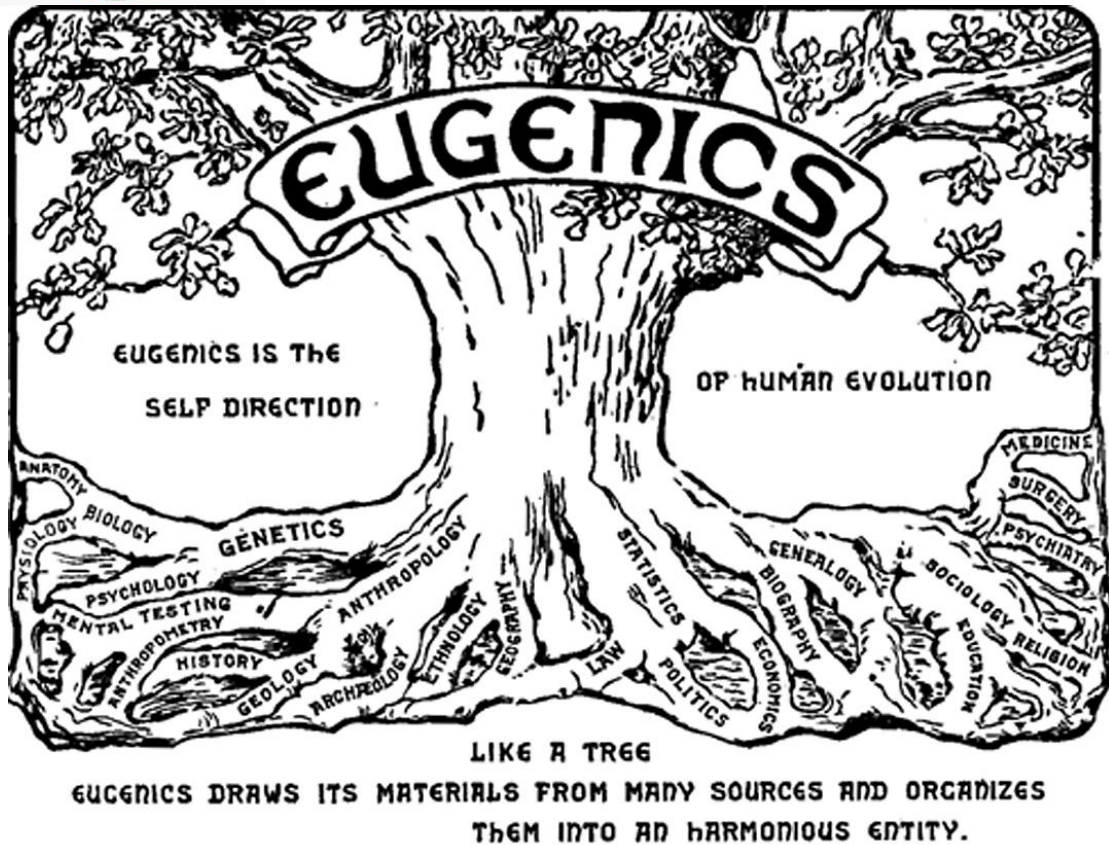 EUGENICS
EUGENICS IS THE
SELF DIRECTION
OF HUMAN EVOLUTION
ANATOMY
PHYSIOLOGY
BIOLOGY
GENETICS
PSYCHOLOGY
MENTAL TESTING
ANTHROPOMETRY
HISTORY
GEOLOGY
ANTHROPOLOGY
ARCHÆOLOGY
ETHNOLOGY
GEOGRAPHY
LAW
STATISTICS
POLITICS
ECONOMICS
BIOGRAPHY
GENEALOGY
EDUCATION
SOCIOLOGY
RELIGION
PSYCHIATRY
SURGERY
MEDICINE
LIKE A TREE
EUGENICS DRAWS ITS MATERIALS FROM MANY SOURCES AND ORGANIZES
THEM INTO AN HARMONIOUS ENTITY.